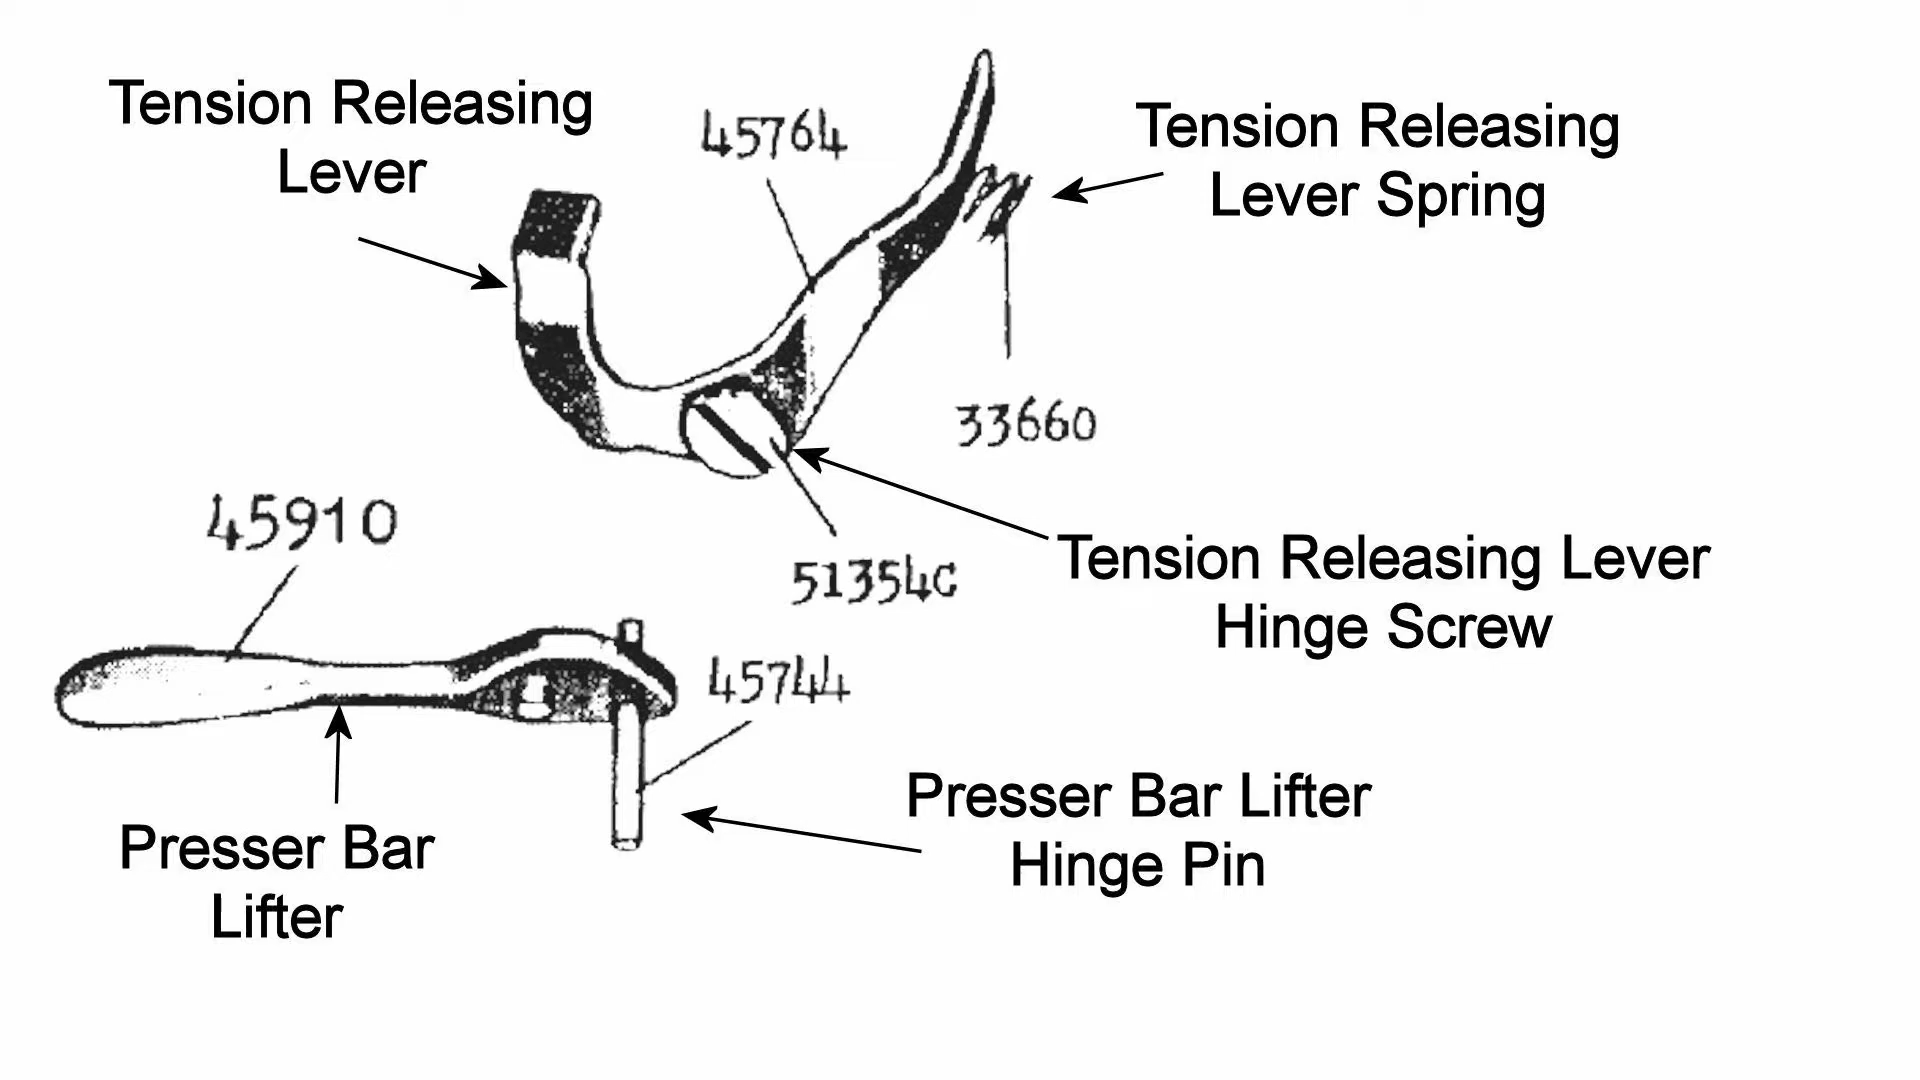 Tension Releasing
Lever
45764
Tension Releasing
Lever Spring
33660
45910
51354C
Tension Releasing Lever
Hinge Screw
45744
Presser Bar Lifter
Hinge Pin
Presser Bar
Lifter